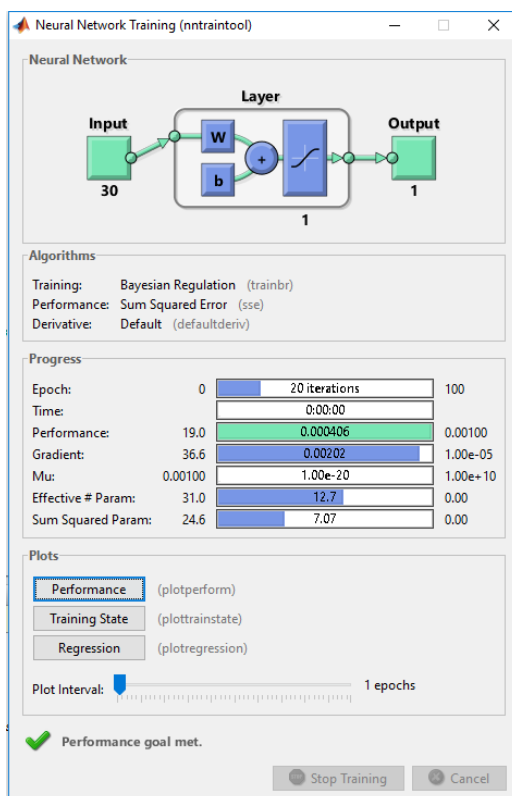 Neural Network Training (nntraintool)
Neural Network
Layer
Input
Output
W
b
+
30
1
1
Algorithms
Training: Bayesian Regulation (trainbr)
Performance: Sum Squared Error (sse)
Derivative: Default (defaultderiv)
Progress
Epoch: 0 20 iterations 100
Time: 0:00:00
Performance: 19.0 0.000406 0.00100
Gradient: 36.6 0.00202 1.00e-05
Mu: 0.00100 1.00e-20 1.00e+10
Effective # Param: 31.0 12.7 0.00
Sum Squared Param: 24.6 7.07 0.00
Plots
Performance (plotperform)
Training State (plottrainstate)
Regression (plotregression)
Plot Interval: 1 epochs
Performance goal met.
Stop Training Cancel